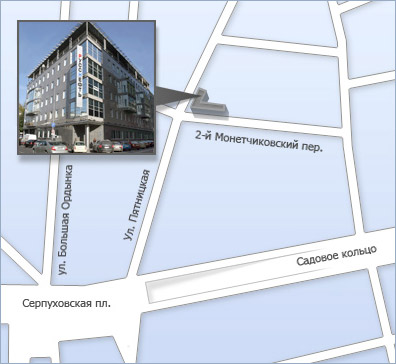 2-й Монетчиковский пер.
ул. Большая Ордынка
Ул. Пятницкая
Садовое кольцо
Серпуховская пл.